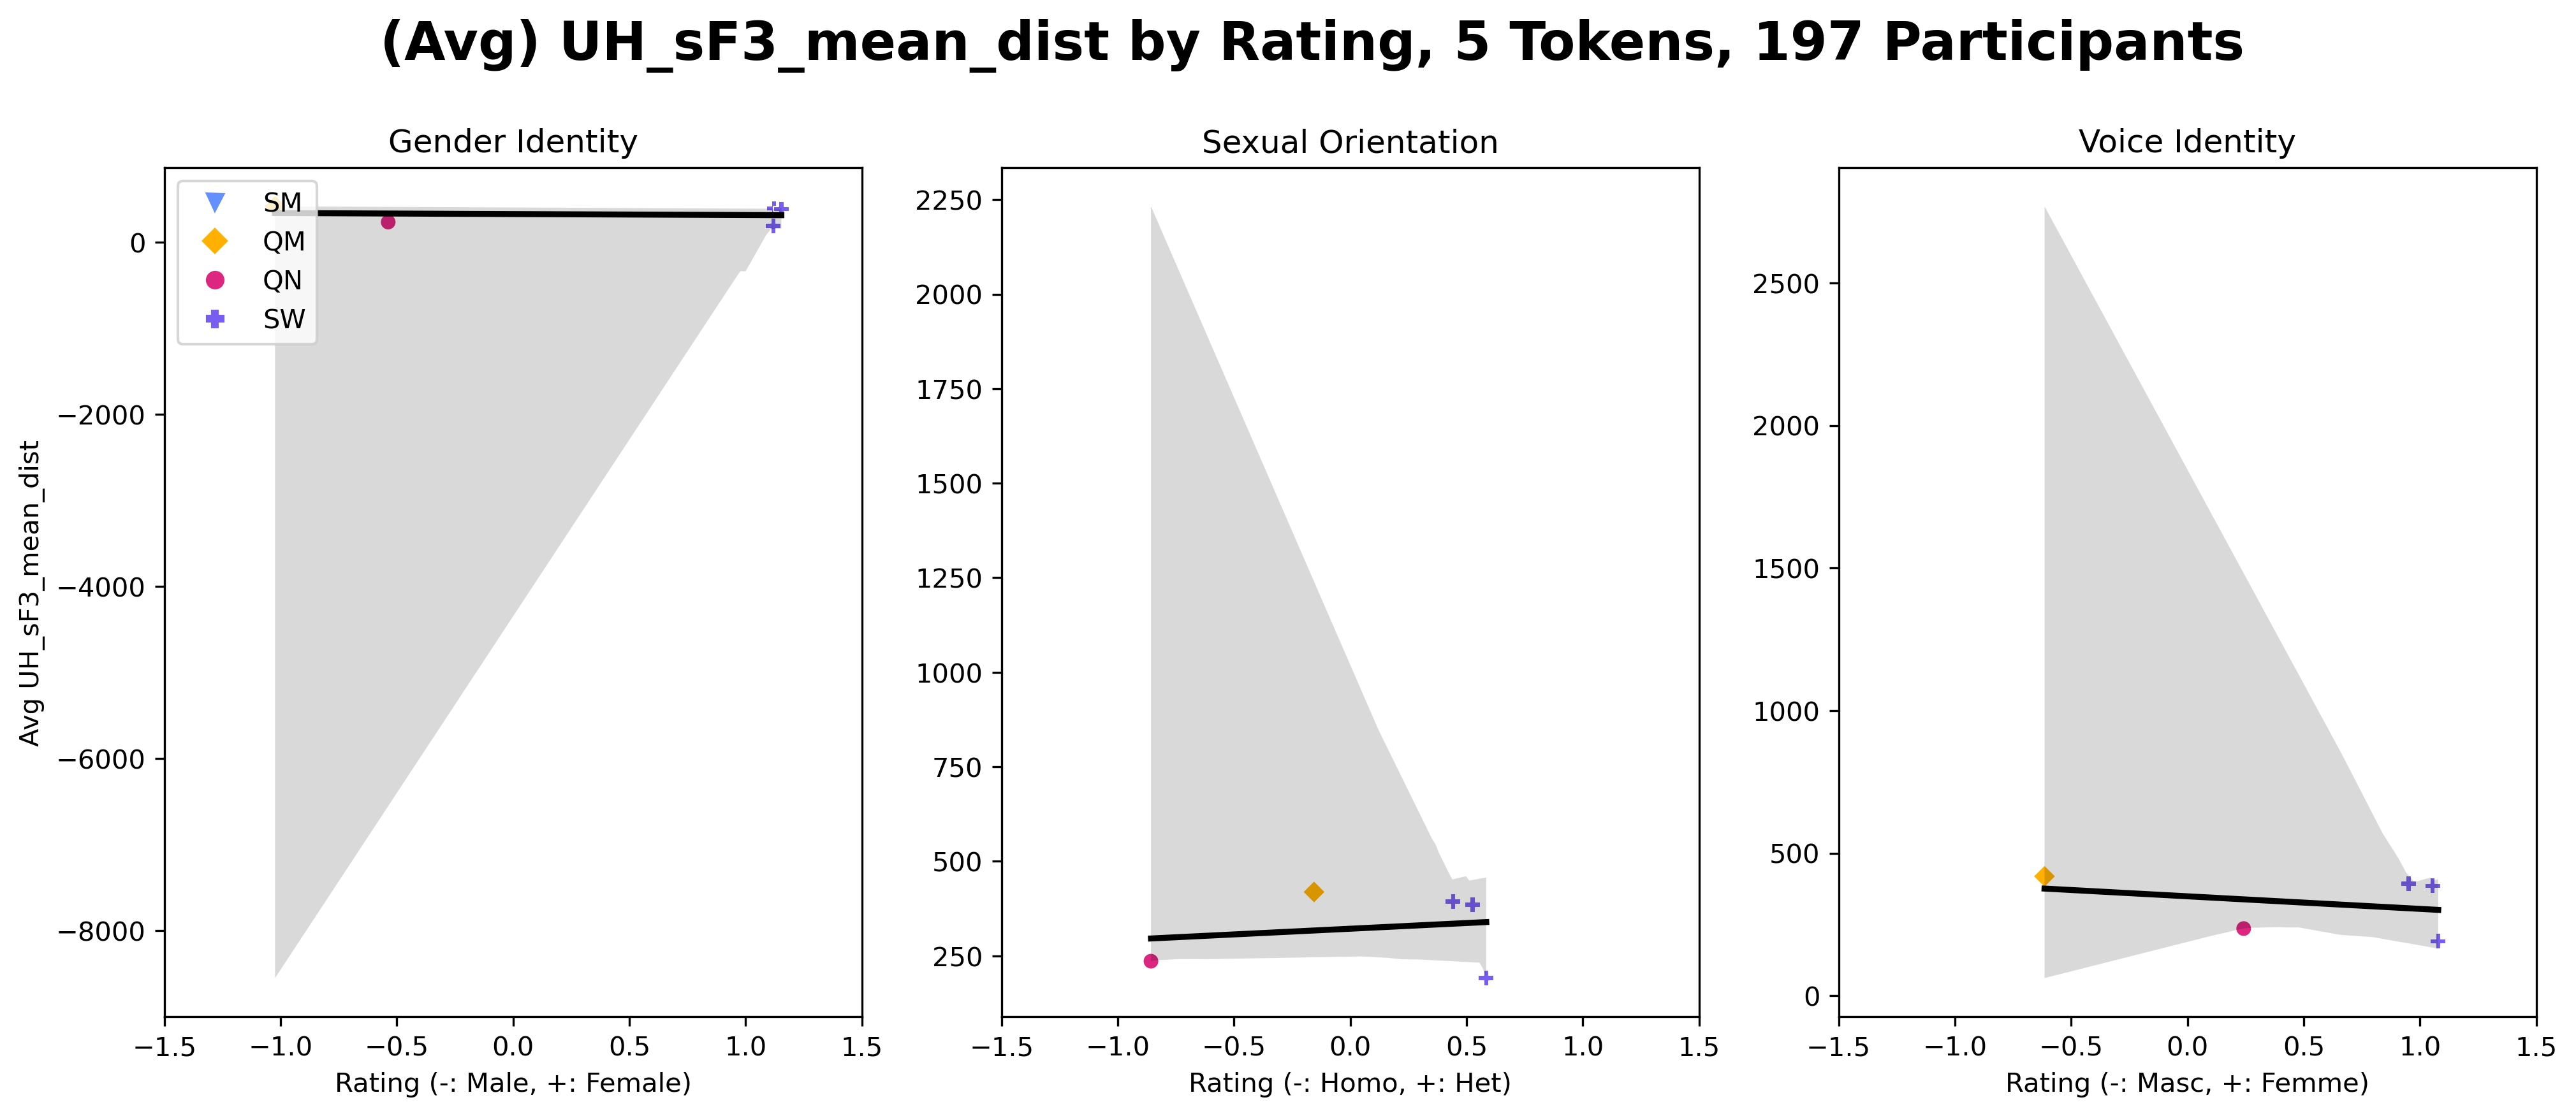 (Avg) UH_sF3_mean_dist by Rating, 5 Tokens, 197 Participants
Gender Identity
SM
QM
QN
SW
0
−2000
−4000
−6000
−8000
Avg UH_sF3_mean_dist
−1.5 −1.0 −0.5 0.0 0.5 1.0 1.5
Rating (-: Male, +: Female)
Sexual Orientation
2250
2000
1750
1500
1250
1000
750
500
250
−1.5 −1.0 −0.5 0.0 0.5 1.0 1.5
Rating (-: Homo, +: Het)
Voice Identity
2500
2000
1500
1000
500
0
−1.5 −1.0 −0.5 0.0 0.5 1.0 1.5
Rating (-: Masc, +: Femme)